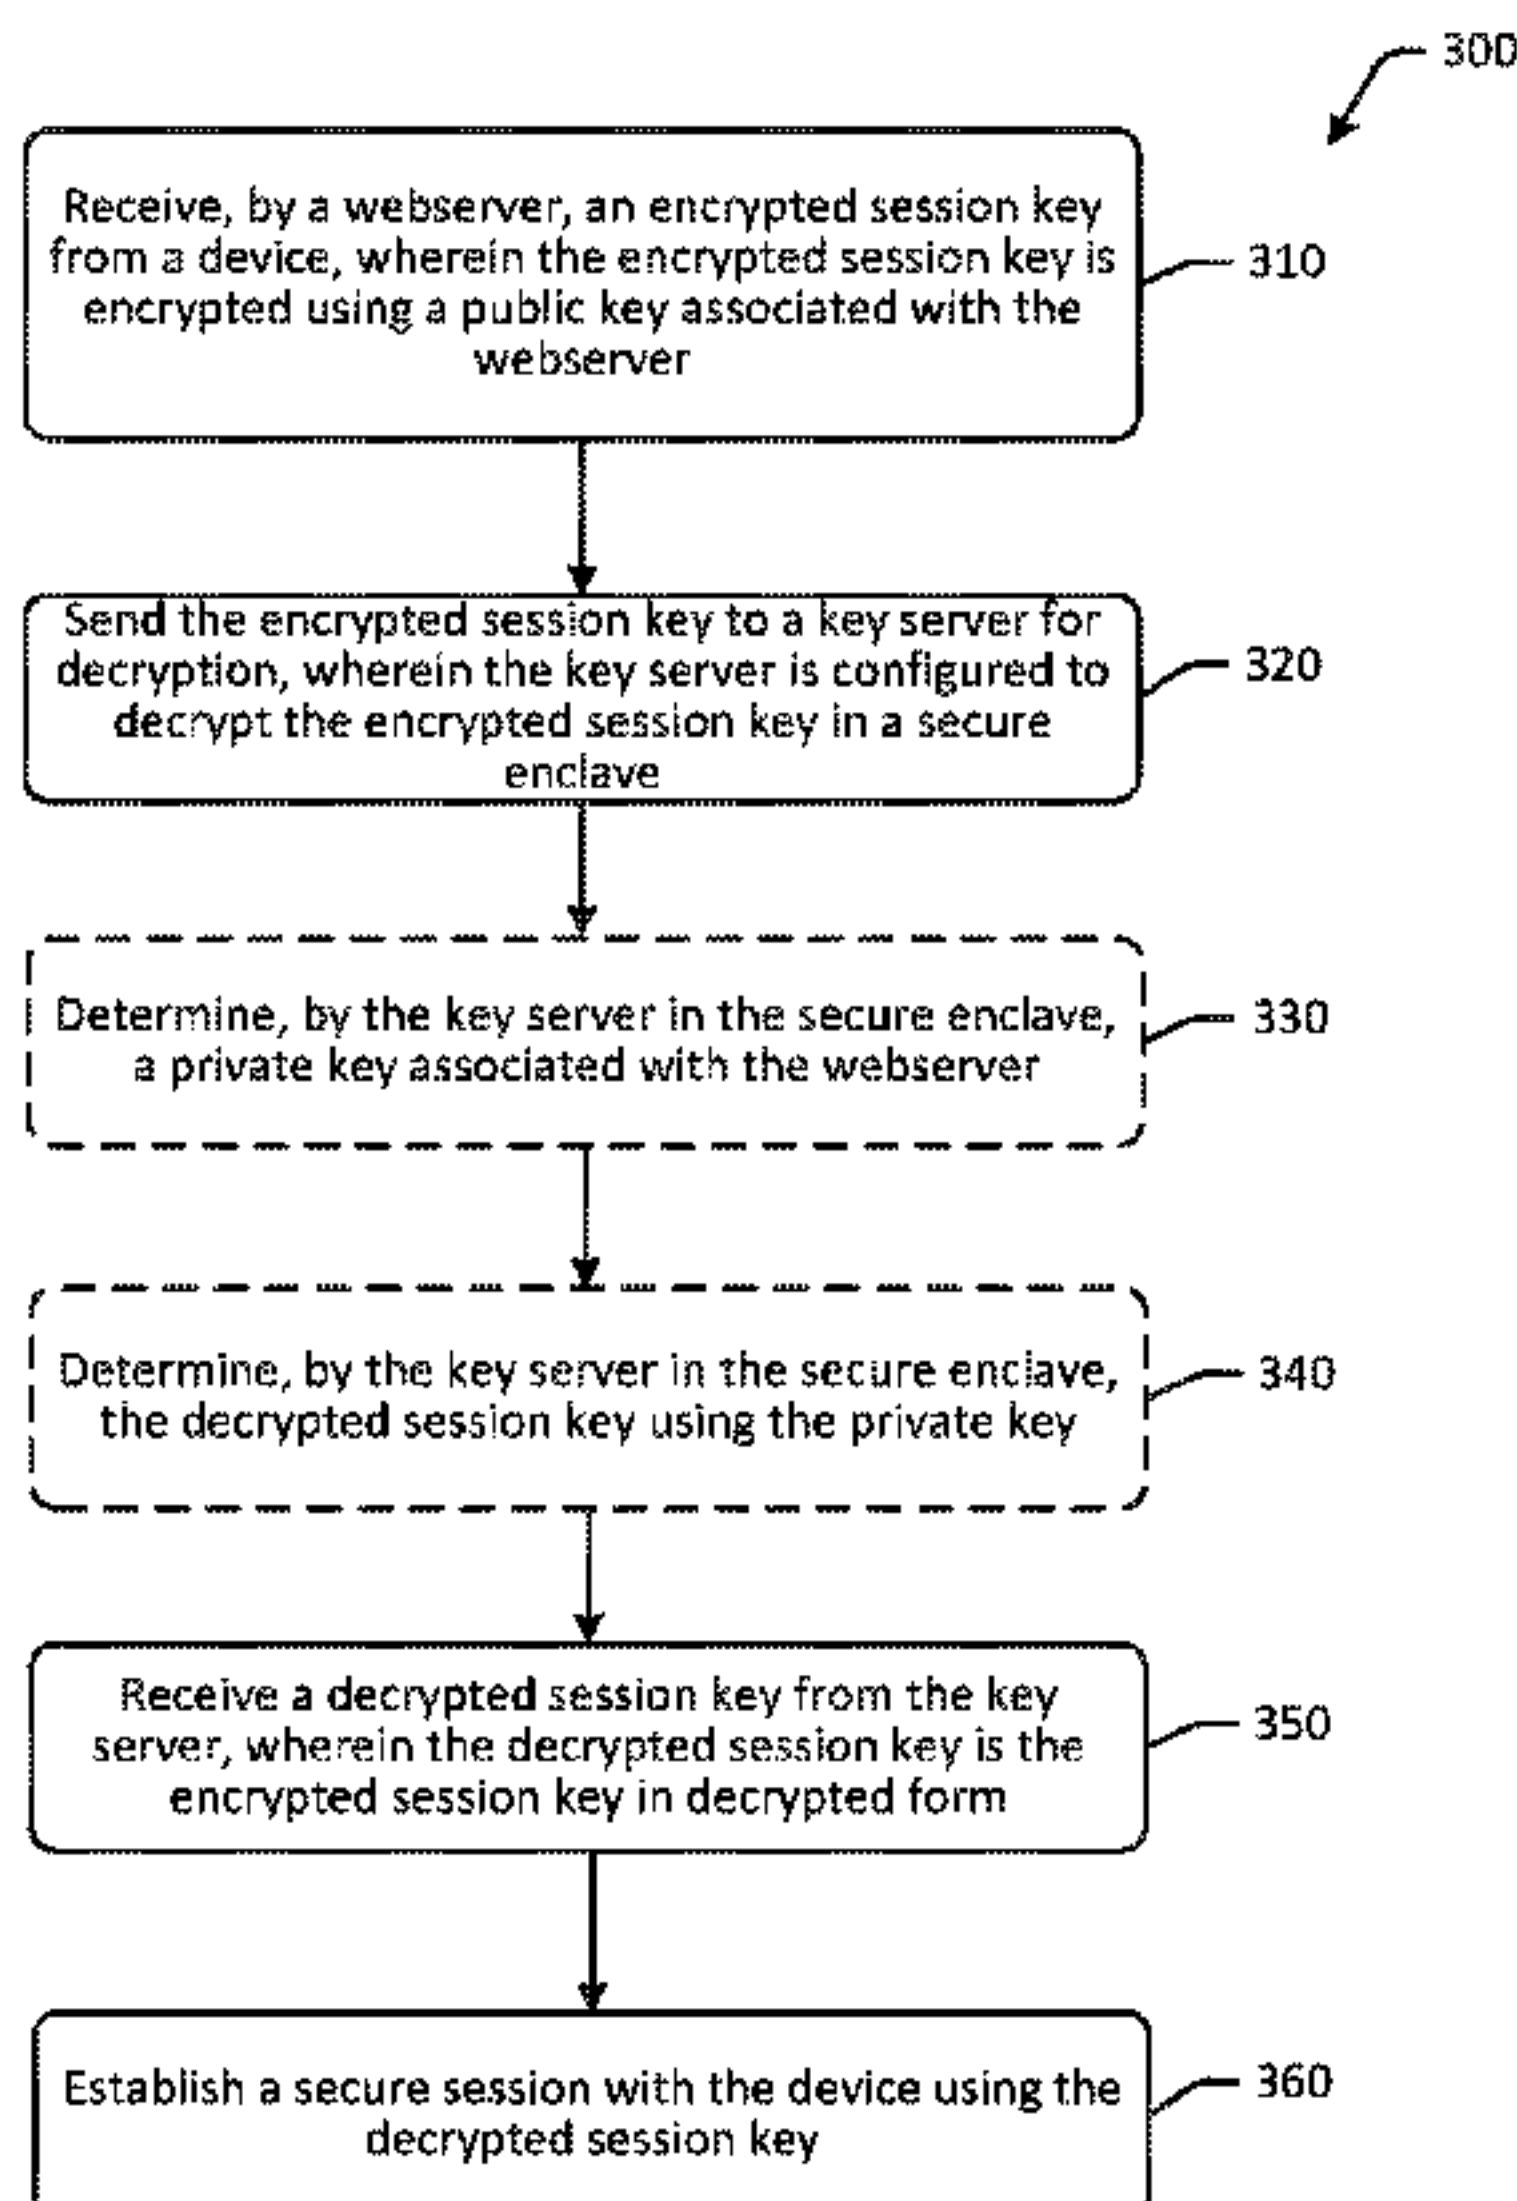 300
Receive, by a webserver, an encrypted session key
from a device, wherein the encrypted session key is
encrypted using a public key associated with the
webserver
310
Send the encrypted session key to a key server for
decryption, wherein the key server is configured to
decrypt the encrypted session key in a secure
enclave
320
Determine, by the key server in the secure enclave,
a private key associated with the webserver
330
Determine, by the key server in the secure enclave,
the decrypted session key using the private key
340
Receive a decrypted session key from the key
server, wherein the decrypted session key is the
encrypted session key in decrypted form
350
Establish a secure session with the device using the
decrypted session key
360